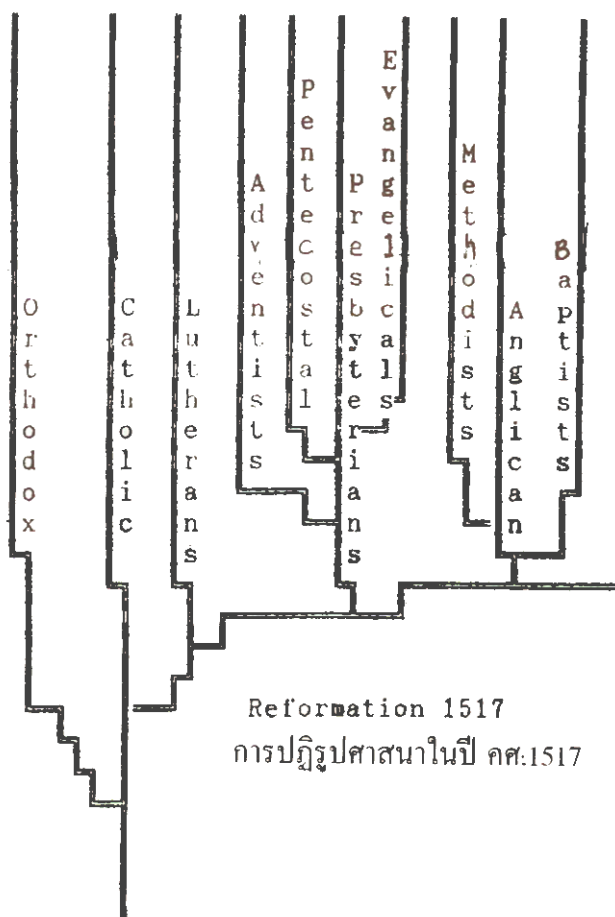 Orthodox
Catholic
Lutherans
Adventists
Pentecostal
Presbyterians
Evangelicals
Methodists
Anglican
Baptists
Reformation 1517
การปฏิรูปศาสนาในปี คศ.1517